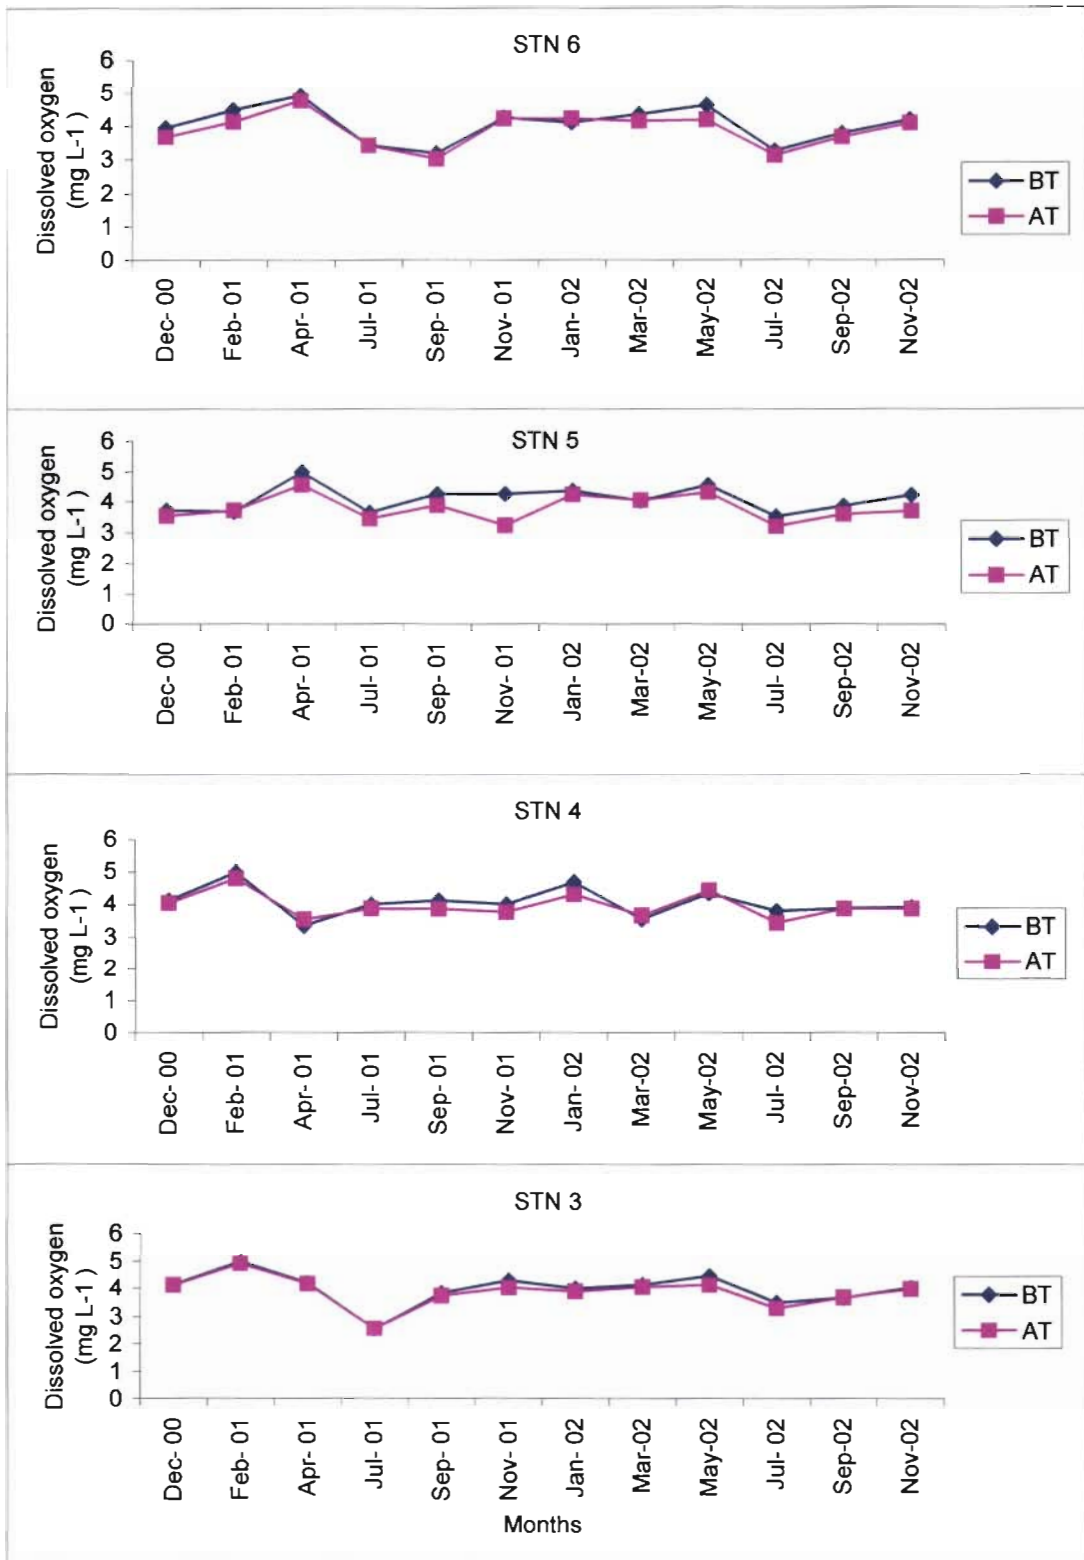 STN 6
Dissolved oxygen
(mg L-1 )
6
5
4
3
2
1
0
Dec- 00
Feb- 01
Apr- 01
Jul- 01
Sep- 01
Nov- 01
Jan- 02
Mar-02
May-02
Jul- 02
Sep-02
Nov-02
BT
AT
STN 5
Dissolved oxygen
(mg L-1 )
6
5
4
3
2
1
0
Dec- 00
Feb- 01
Apr- 01
Jul- 01
Sep- 01
Nov- 01
Jan- 02
Mar-02
May-02
Jul- 02
Sep-02
Nov-02
BT
AT
STN 4
Dissolved oxygen
(mg L-1 )
6
5
4
3
2
1
0
Dec- 00
Feb- 01
Apr- 01
Jul- 01
Sep- 01
Nov- 01
Jan- 02
Mar-02
May-02
Jul- 02
Sep-02
Nov-02
BT
AT
STN 3
Dissolved oxygen
(mg L-1 )
6
5
4
3
2
1
0
Dec- 00
Feb- 01
Apr- 01
Jul- 01
Sep- 01
Nov- 01
Jan- 02
Mar-02
May-02
Jul- 02
Sep-02
Nov-02
Months
BT
AT